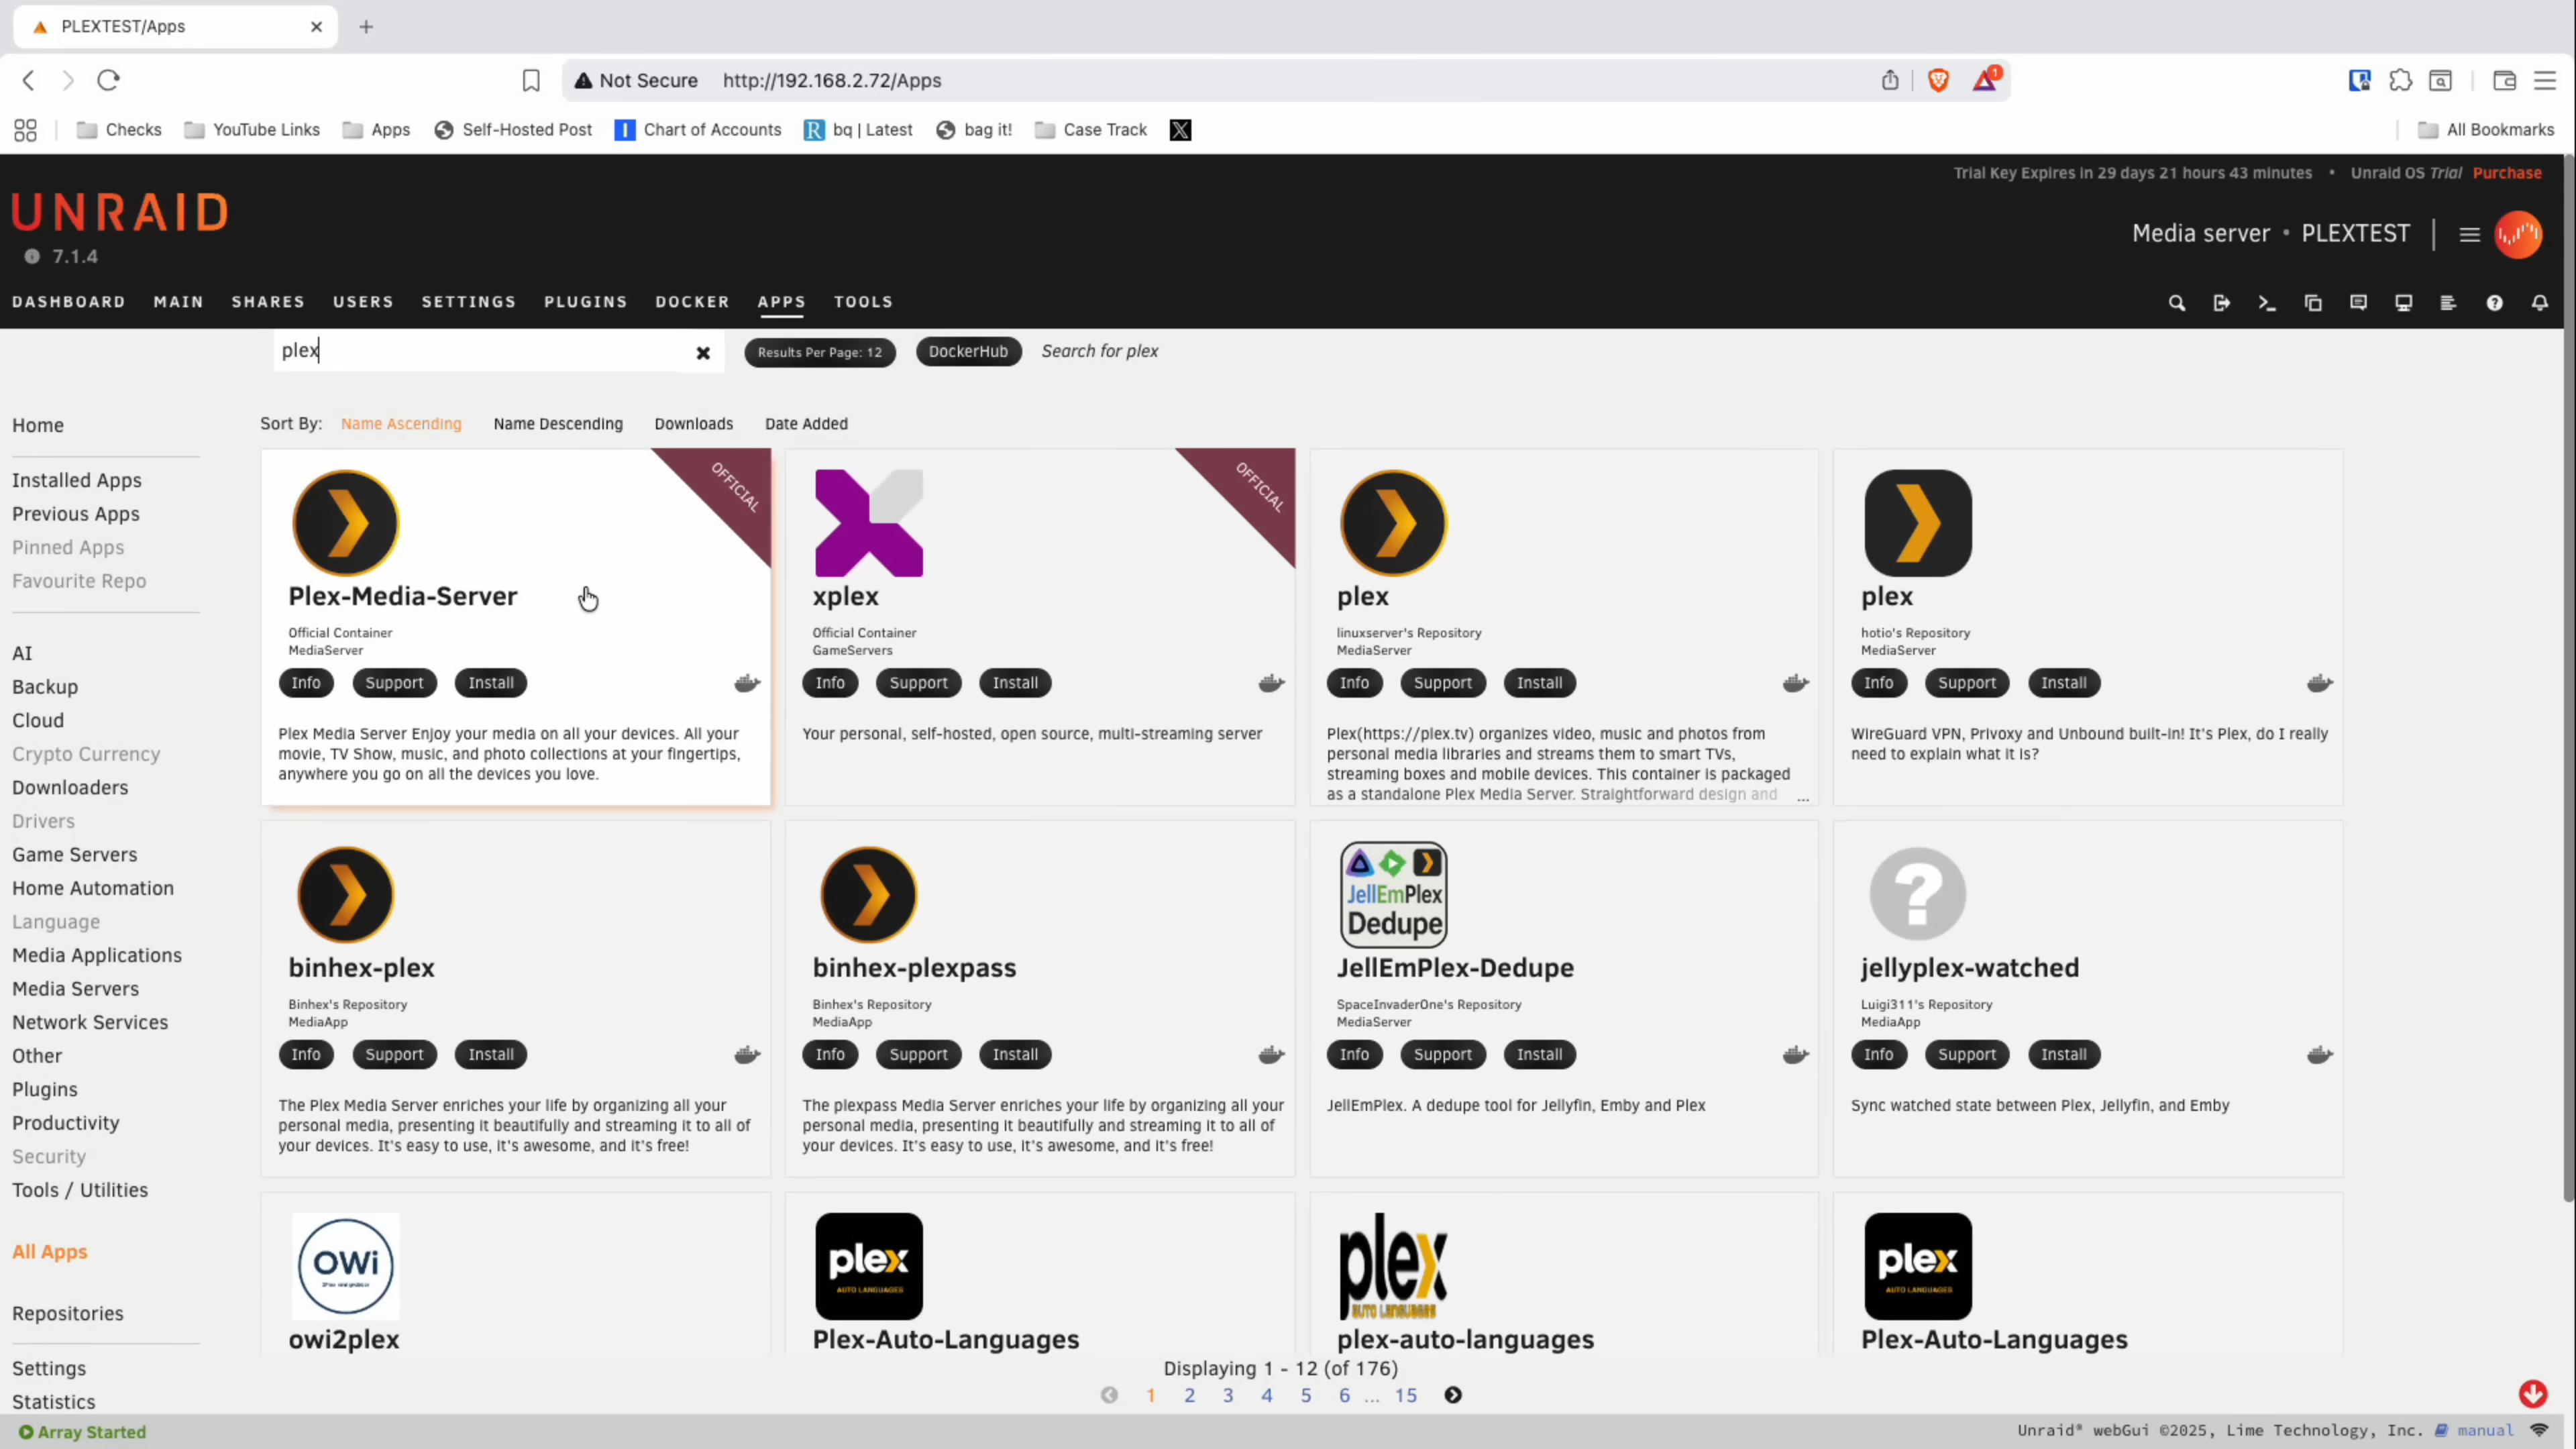 PLEXTEST/Apps
Not Secure http://192.168.2.72/Apps
1
Checks YouTube Links Apps Self-Hosted Post Chart of Accounts bq | Latest bag it! Case Track All Bookmarks
Trial Key Expires in 29 days 21 hours 43 minutes • Unraid OS Trial Purchase
UNRAID
7.1.4
Media server • PLEXTEST
DASHBOARD MAIN SHARES USERS SETTINGS PLUGINS DOCKER APPS TOOLS
plex Results Per Page: 12 DockerHub Search for plex
Sort By: Name Ascending Name Descending Downloads Date Added
Home
Installed Apps
Previous Apps
Pinned Apps
Favourite Repo
AI
Backup
Cloud
Crypto Currency
Downloaders
Drivers
Game Servers
Home Automation
Language
Media Applications
Media Servers
Network Services
Other
Plugins
Productivity
Security
Tools / Utilities
All Apps
Repositories
Settings
Statistics
OFFICIAL
Plex-Media-Server
Official Container
MediaServer
Info Support Install
Plex Media Server Enjoy your media on all your devices. All your
movie, TV Show, music, and photo collections at your fingertips,
anywhere you go on all the devices you love.
OFFICIAL
xplex
Official Container
GameServers
Info Support Install
Your personal, self-hosted, open source, multi-streaming server
plex
linuxserver's Repository
MediaServer
Info Support Install
Plex(https://plex.tv) organizes video, music and photos from
personal media libraries and streams them to smart TVs,
streaming boxes and mobile devices. This container is packaged
as a standalone Plex Media Server. Straightforward design and ...
plex
hotio's Repository
MediaServer
Info Support Install
WireGuard VPN, Privoxy and Unbound built-in! It's Plex, do I really
need to explain what it is?
binhex-plex
Binhex's Repository
MediaApp
Info Support Install
The Plex Media Server enriches your life by organizing all your
personal media, presenting it beautifully and streaming it to all of
your devices. It's easy to use, it's awesome, and it's free!
binhex-plexpass
Binhex's Repository
MediaApp
Info Support Install
The plexpass Media Server enriches your life by organizing all your
personal media, presenting it beautifully and streaming it to all of
your devices. It's easy to use, it's awesome, and it's free!
JellEmPlex
Dedupe
JellEmPlex-Dedupe
SpaceInvaderOne's Repository
MediaServer
Info Support Install
JellEmPlex. A dedupe tool for Jellyfin, Emby and Plex
jellyplex-watched
Luigi311's Repository
MediaApp
Info Support Install
Sync watched state between Plex, Jellyfin, and Emby
OWi
owi2plex
plex
AUTO LANGUAGES
Plex-Auto-Languages
plex
AUTO LANGUAGES
plex-auto-languages
plex
AUTO LANGUAGES
Plex-Auto-Languages
Displaying 1 - 12 (of 176)
1 2 3 4 5 6 ... 15
Array Started
Unraid® webGui ©2025, Lime Technology, Inc. manual